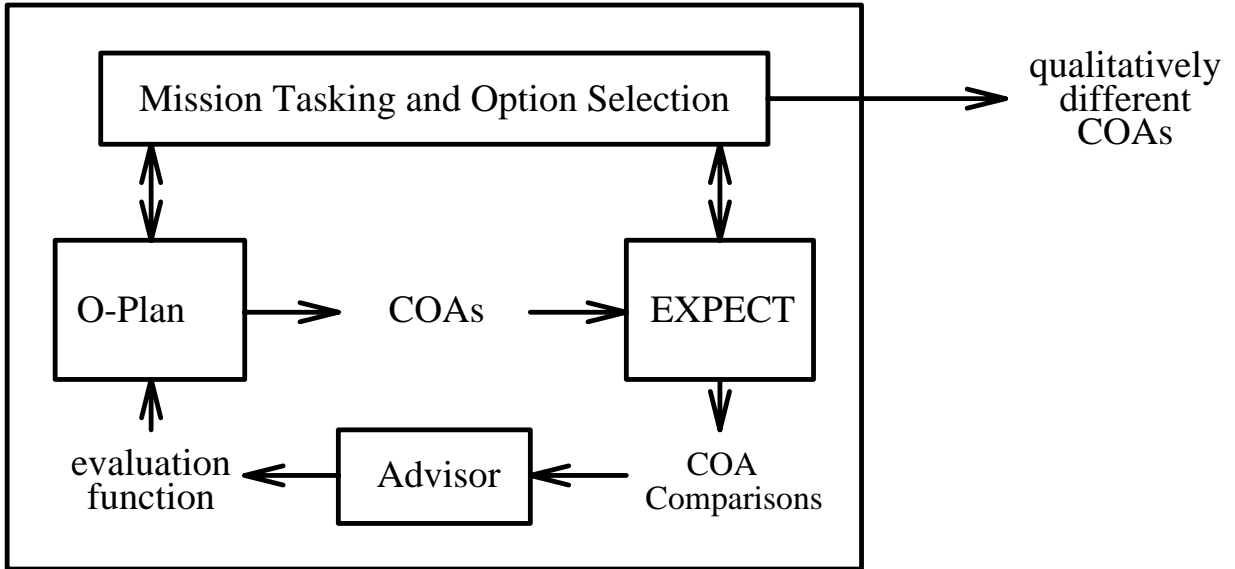 Mission Tasking and Option Selection
qualitatively
different
COAs
O-Plan
COAs
EXPECT
evaluation
function
Advisor
COA
Comparisons